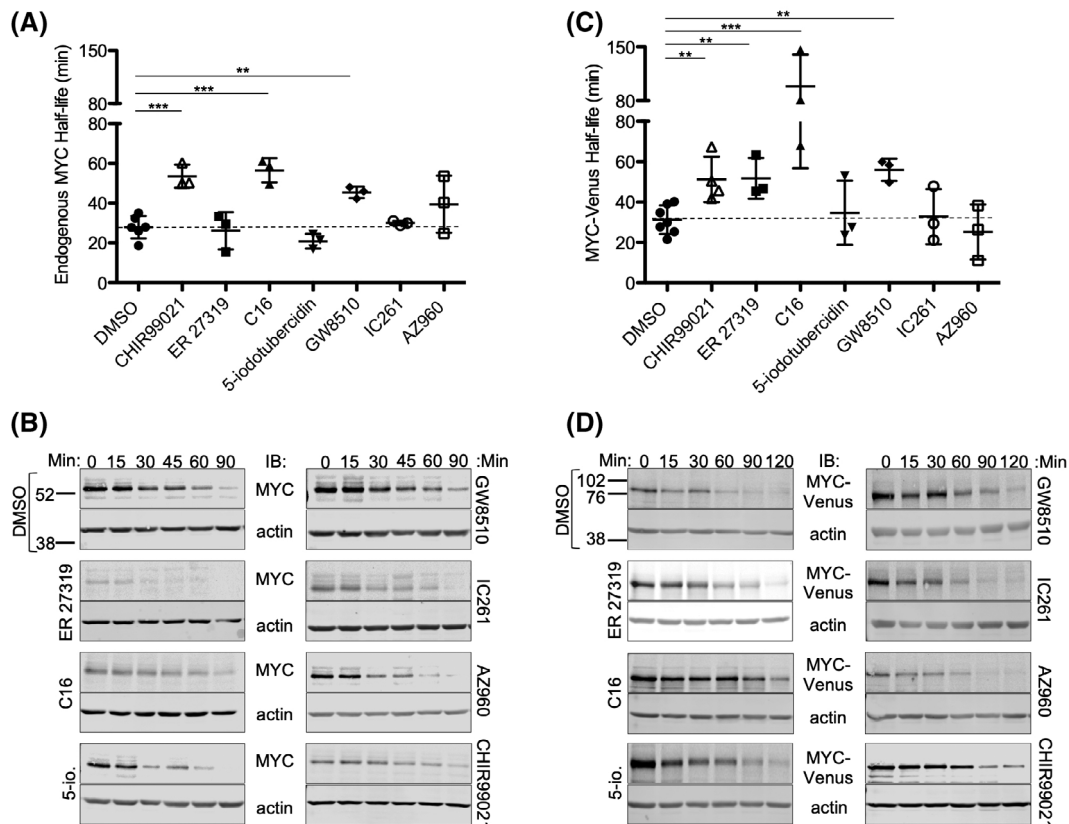 (A)
Endogenous MYC Half-life (min)
150
80
80
60
40
20
0
**
***
***
DMSO
CHIR99021
ER 27319
C16
5-iodotubercidin
GW8510
IC261
AZ960
(C)
MYC-Venus Half-life (min)
150
80
80
60
40
20
0
**
***
**
**
DMSO
CHIR99021
ER 27319
C16
5-iodotubercidin
GW8510
IC261
AZ960
(B)
Min: 0 15 30 45 60 90 IB: 0 15 30 45 60 90 :Min
DMSO
52
38
MYC
actin
GW8510
ER 27319
MYC
actin
IC261
C16
MYC
actin
AZ960
5-io.
MYC
actin
CHIR99021
(D)
Min: 0 15 30 60 90 120 IB: 0 15 30 60 90 120 :Min
DMSO
102
76
38
MYC-
Venus
actin
GW8510
ER 27319
MYC-
Venus
actin
IC261
C16
MYC-
Venus
actin
AZ960
5-io.
MYC-
Venus
actin
CHIR99021